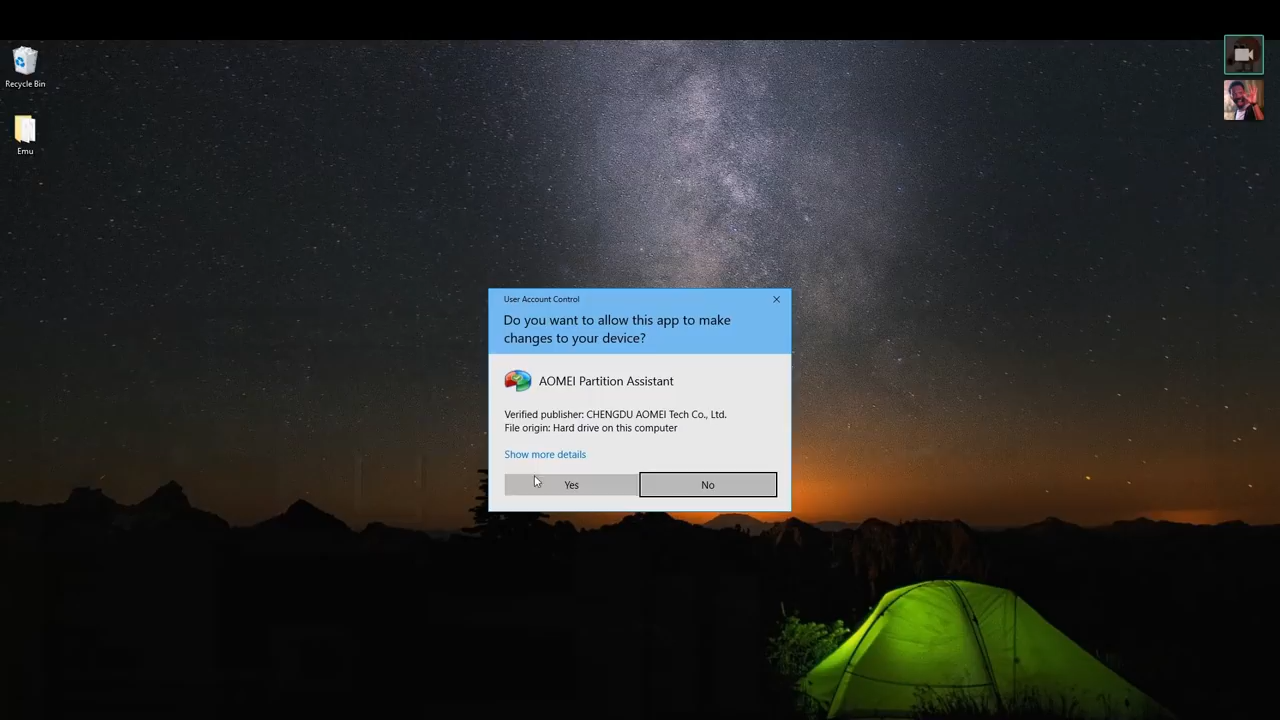 Recycle Bin
Emu
User Account Control
Do you want to allow this app to make
changes to your device?
AOMEI Partition Assistant
Verified publisher: CHENGDU AOMEI Tech Co., Ltd.
File origin: Hard drive on this computer
Show more details
Yes
No